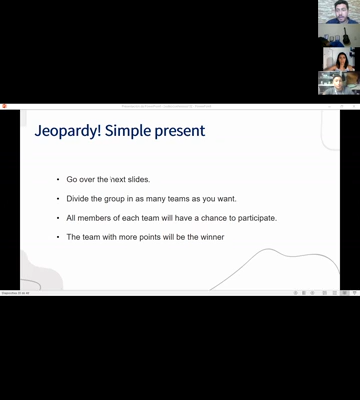 Jeopardy! Simple present
• Go over the next slides.
• Divide the group in as many teams as you want.
• All members of each team will have a chance to participate.
• The team with more points will be the winner